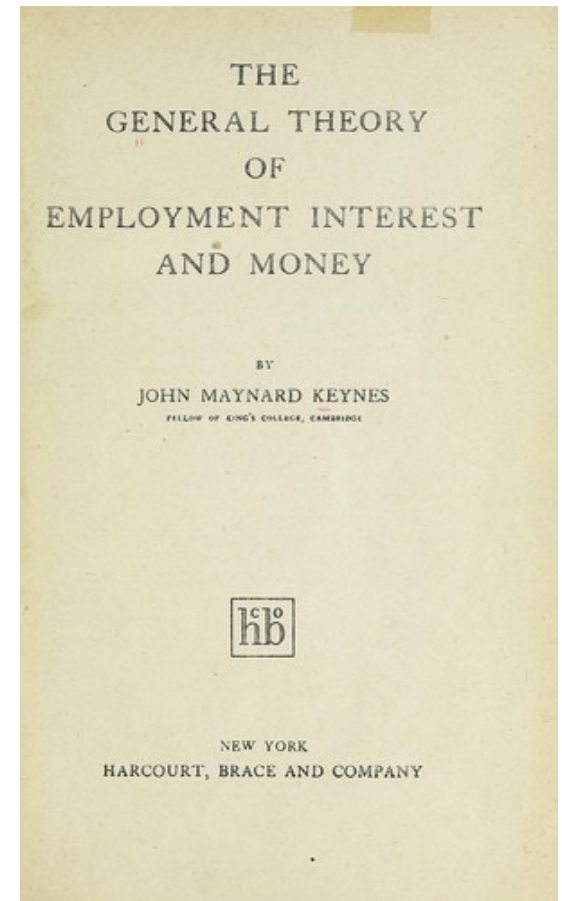 THE
GENERAL THEORY
OF
EMPLOYMENT INTEREST
AND MONEY
BY
JOHN MAYNARD KEYNES
FELLOW OF KING'S COLLEGE, CAMBRIDGE
hcbo
NEW YORK
HARCOURT, BRACE AND COMPANY